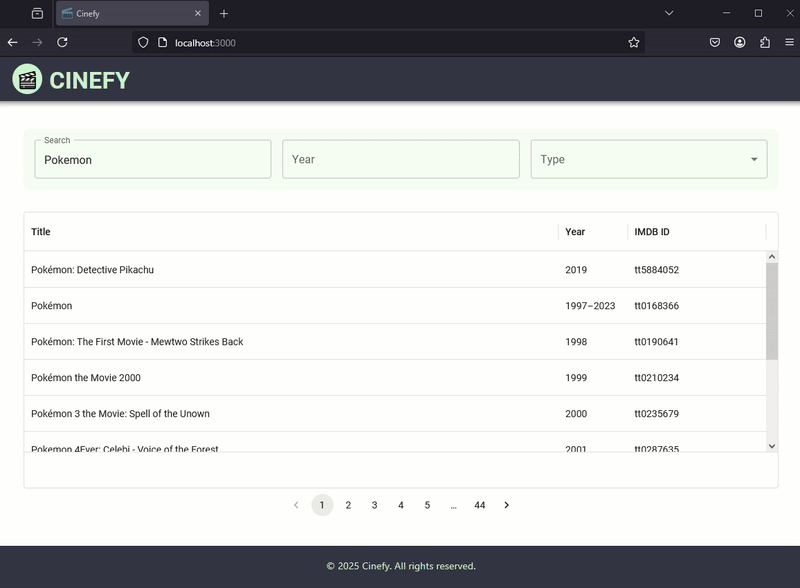 Cinefy
localhost:3000
CINEFY
Search
Pokemon
Year
Type
Title Year IMDB ID
Pokémon: Detective Pikachu 2019 tt5884052
Pokémon 1997–2023 tt0168366
Pokémon: The First Movie - Mewtwo Strikes Back 1998 tt0190641
Pokémon the Movie 2000 1999 tt0210234
Pokémon 3 the Movie: Spell of the Unown 2000 tt0235679
Pokemon 4Ever: Celebi - Voice of the Forest 2001 tt0287635
1 2 3 4 5 … 44
© 2025 Cinefy. All rights reserved.